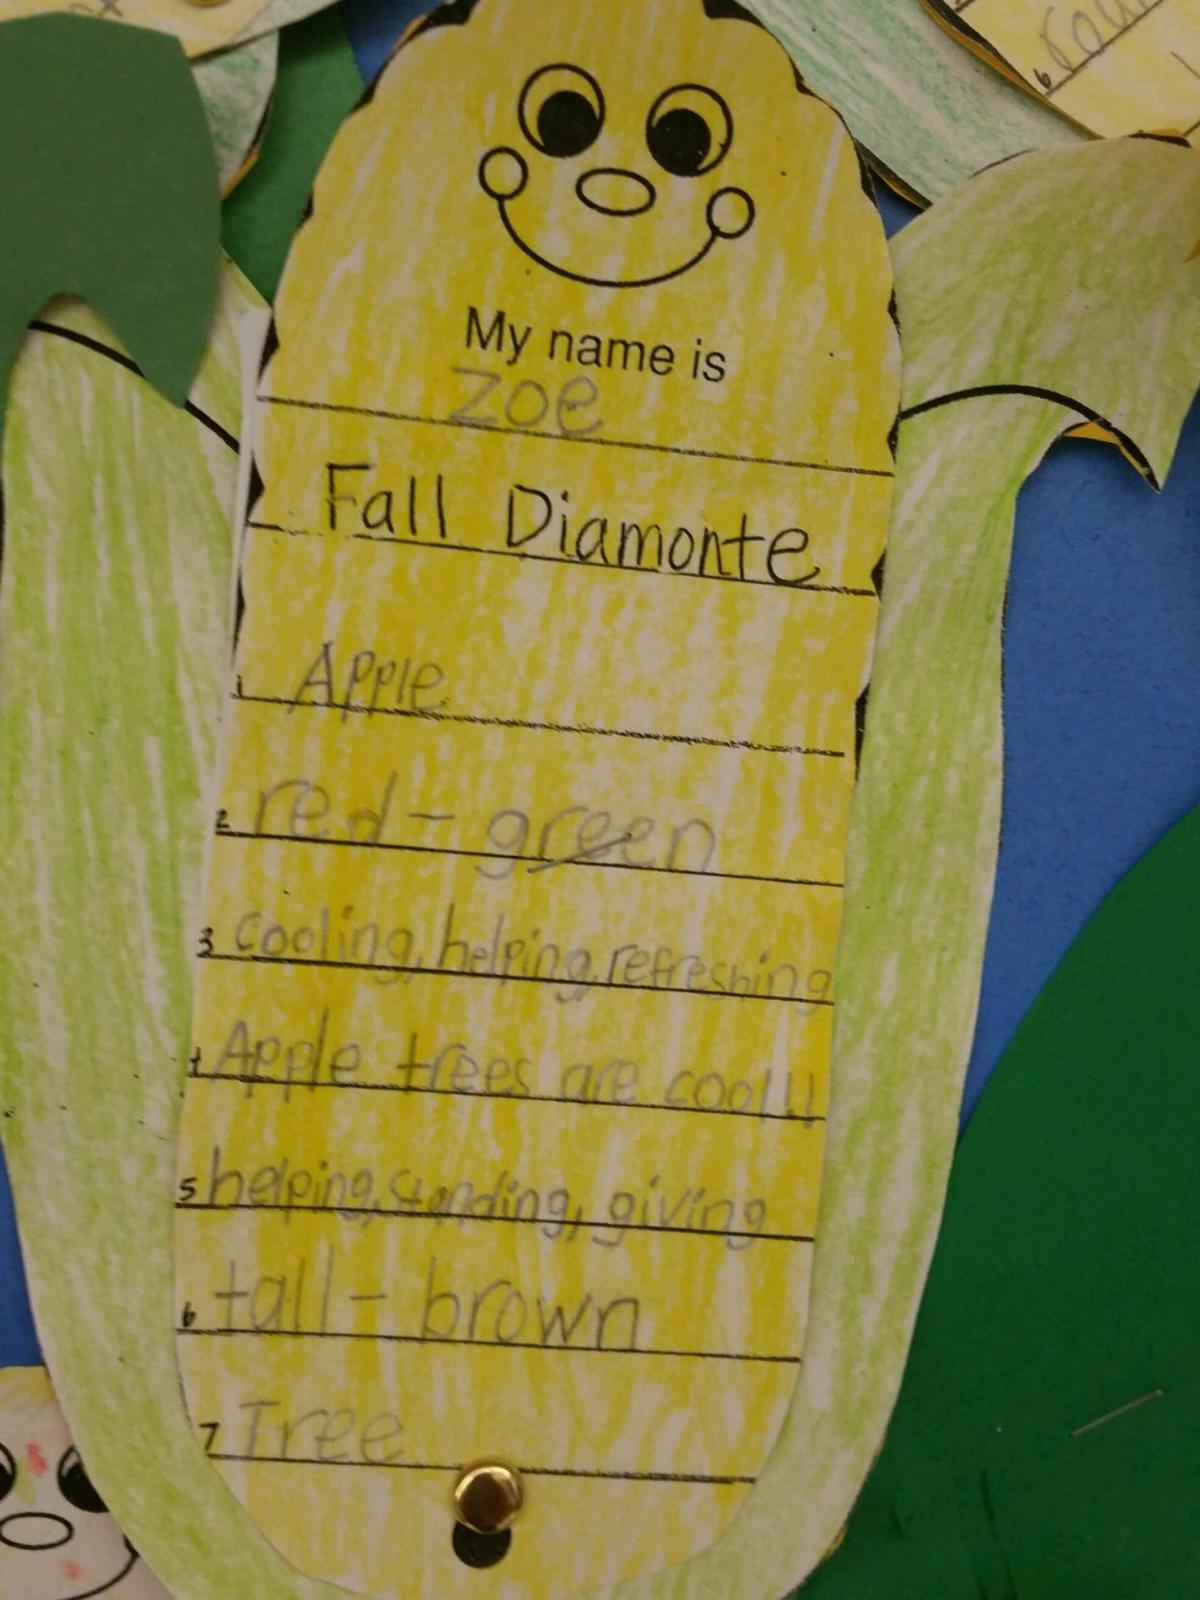 My name is
zoe
Fall Diamonte
1 Apple
2 red - green
3 cooling, helping, refreshing
4 Apple trees are cool!!
5 helping, standing, giving
6 tall - brown
7 Tree
6